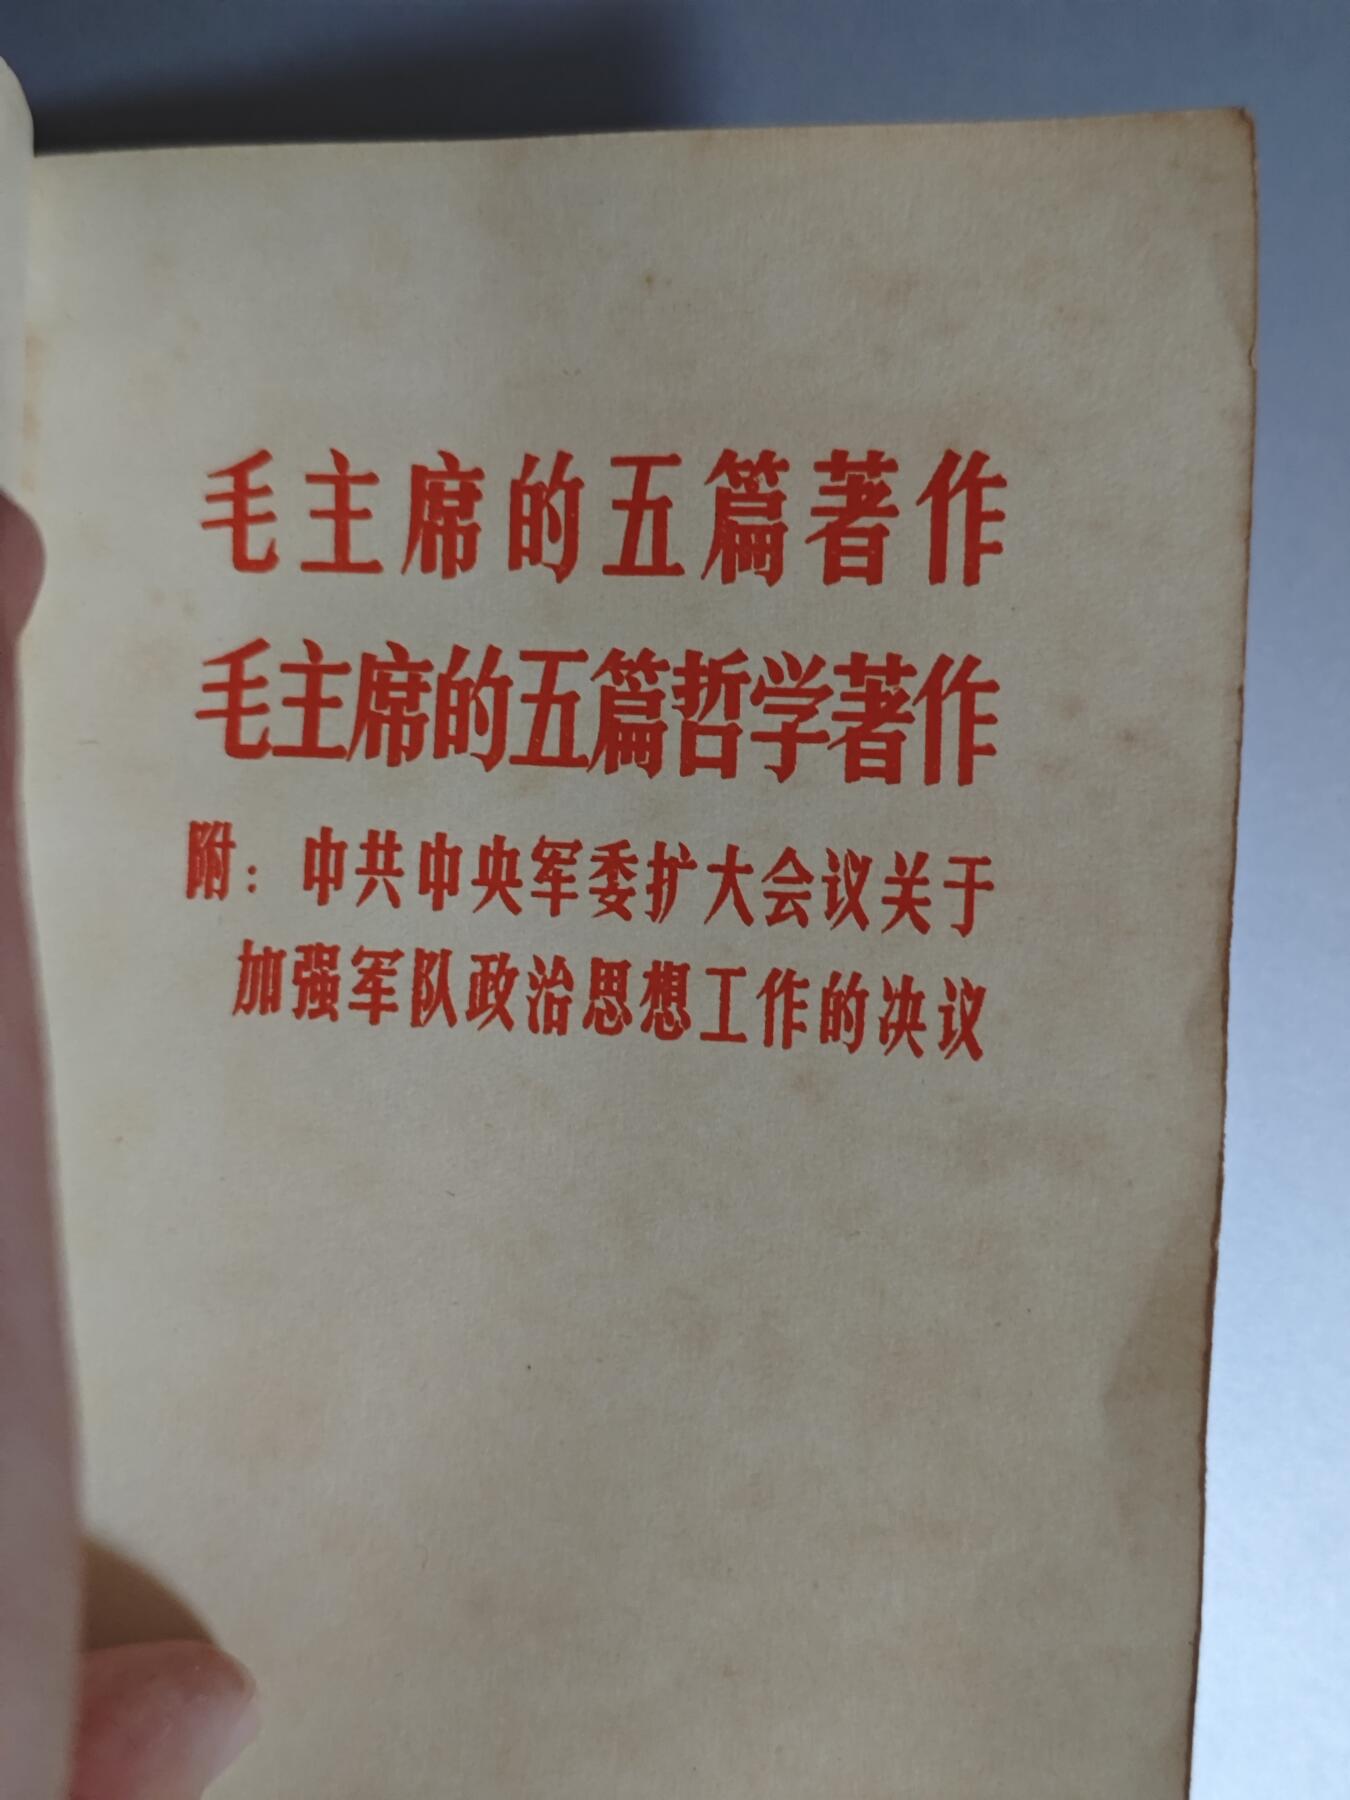 毛主席的五篇著作
毛主席的五篇哲学著作
附：中共中央军委扩大会议关于
加强军队政治思想工作的决议